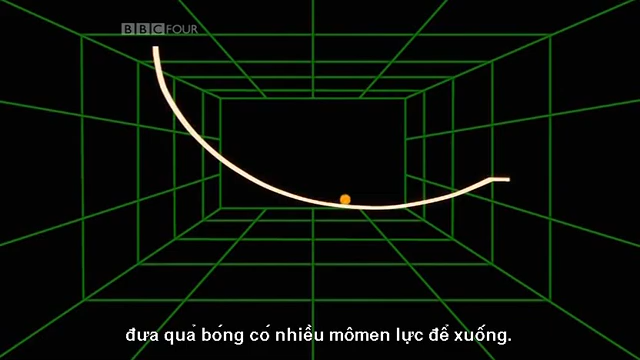 BBC FOUR
đưa quả bóng có nhiều mômen lực để xuống.